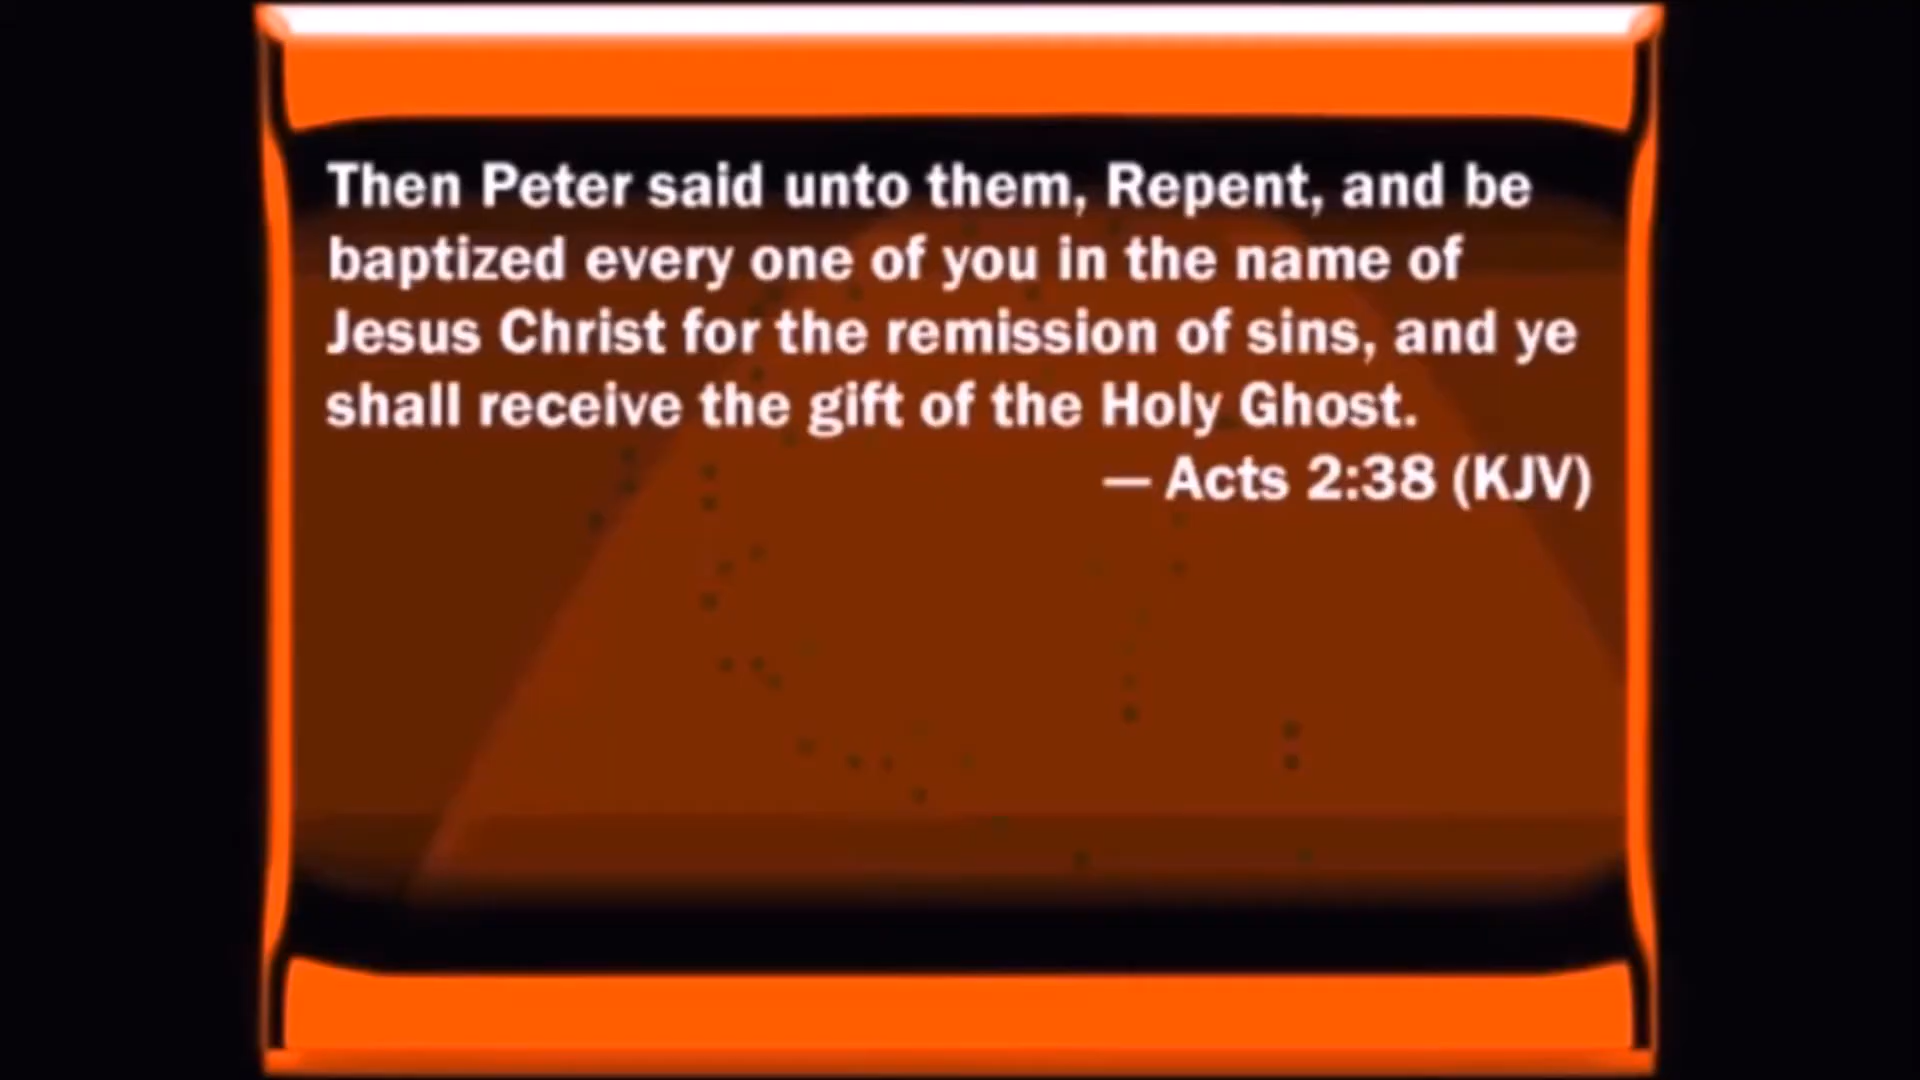 Then Peter said unto them, Repent, and be
baptized every one of you in the name of
Jesus Christ for the remission of sins, and ye
shall receive the gift of the Holy Ghost.
— Acts 2:38 (KJV)